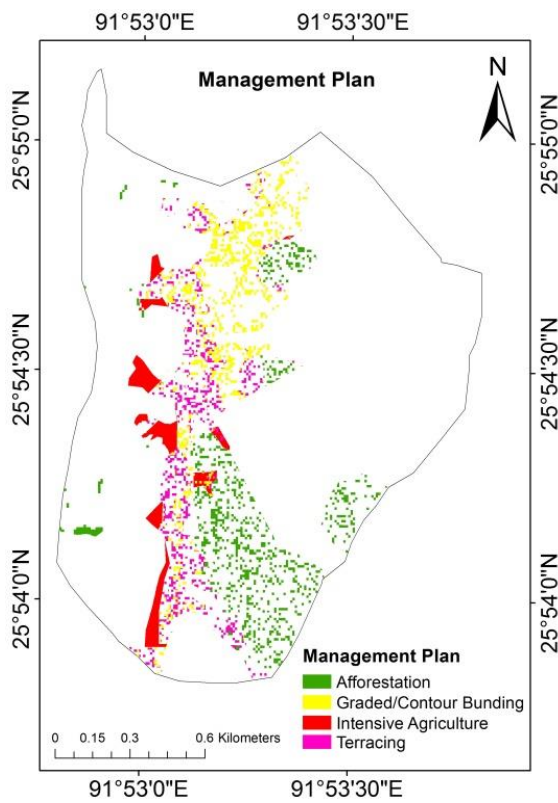 91°53'0"E 91°53'30"E
Management Plan
N
25°55'0"N 25°55'0"N
25°54'30"N 25°54'30"N
25°54'0"N 25°54'0"N
Management Plan
Afforestation
Graded/Contour Bunding
Intensive Agriculture
Terracing
0 0.15 0.3 0.6 Kilometers
91°53'0"E 91°53'30"E